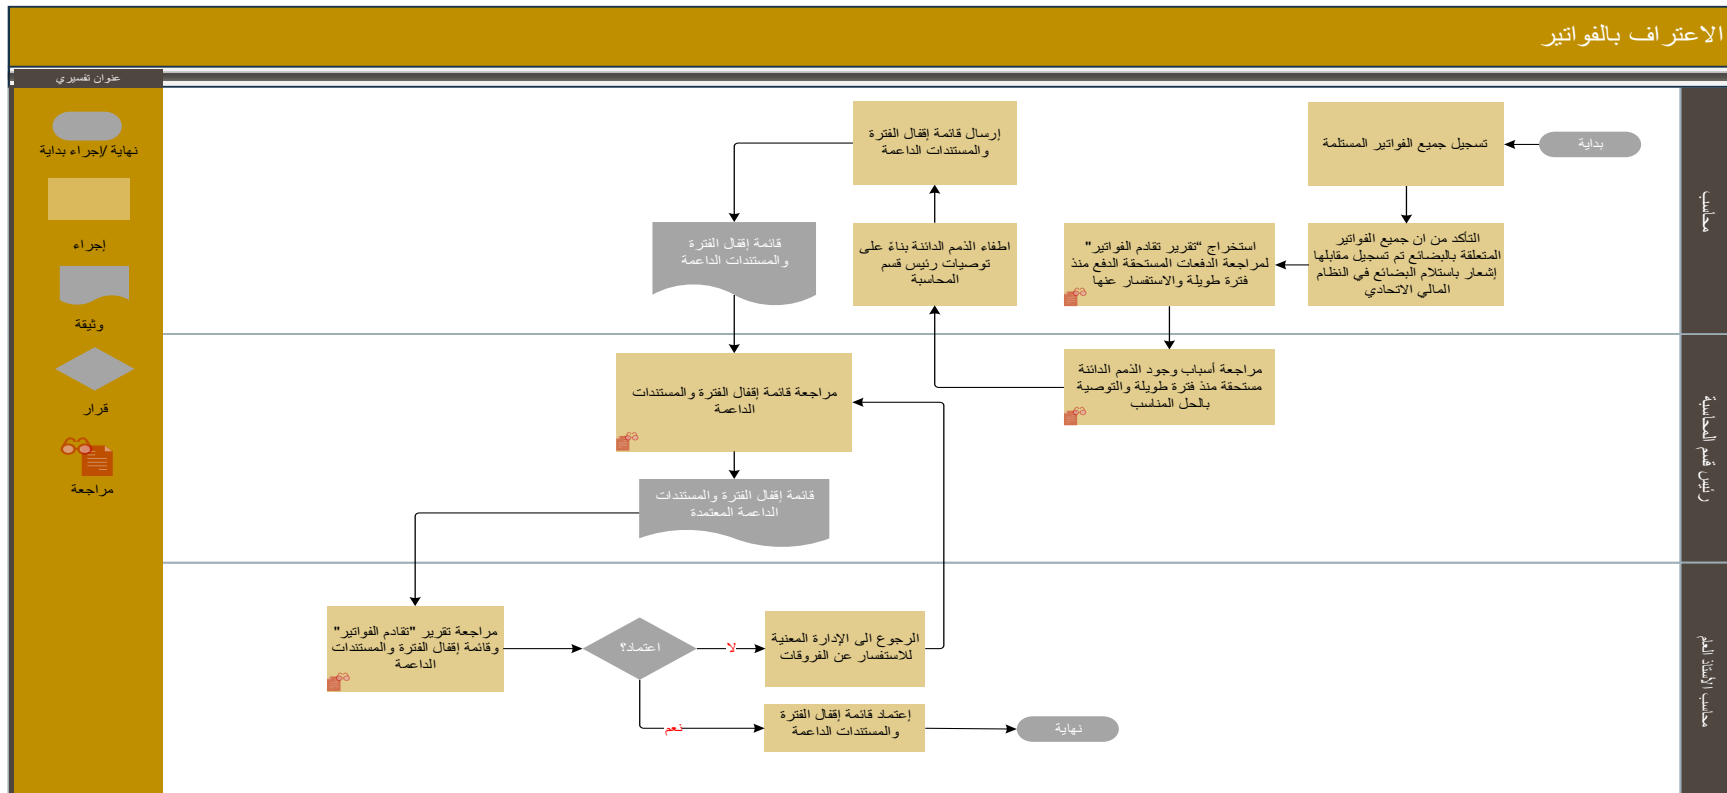 الاعتراف بالفواتير
عنوان تفسيري
نهاية /إجراء بداية
إجراء
وثيقة
قرار
مراجعة
محاسب
بداية
تسجيل جميع الفواتير المستلمة
التأكد من ان جميع الفواتير
المتعلقة بالبضائع تم تسجيل مقابلها
إشعار باستلام البضائع في النظام
المالي الاتحادي
استخراج “تقرير تقادم الفواتير"
لمراجعة الدفعات المستحقة الدفع منذ
فترة طويلة والاستفسار عنها
إرسال قائمة إقفال الفترة
والمستندات الداعمة
اطفاء الذمم الدائنة بناءً على
توصيات رئيس قسم
المحاسبة
قائمة إقفال الفترة
والمستندات الداعمة
رئيس قسم المحاسبة
مراجعة أسباب وجود الذمم الدائنة
مستحقة منذ فترة طويلة والتوصية
بالحل المناسب
مراجعة قائمة إقفال الفترة والمستندات
الداعمة
قائمة إقفال الفترة والمستندات
الداعمة المعتمدة
محاسب الأستاذ العام
مراجعة تقرير "تقادم الفواتير"
وقائمة إقفال الفترة والمستندات
الداعمة
اعتماد؟
لا
الرجوع الى الإدارة المعنية
للاستفسار عن الفروقات
نعم
إعتماد قائمة إقفال الفترة
والمستندات الداعمة
نهاية